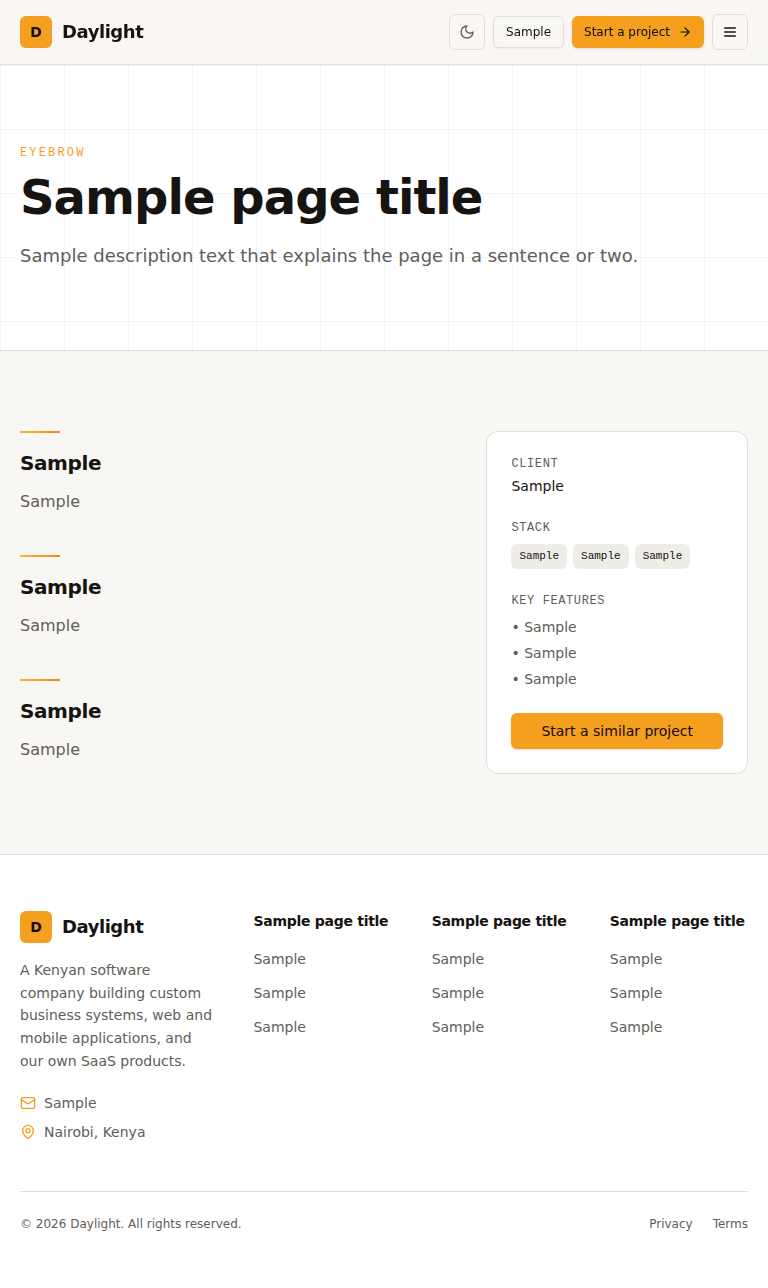 D Daylight
Sample
Start a project
EYEBROW
Sample page title
Sample description text that explains the page in a sentence or two.
Sample
Sample
Sample
Sample
Sample
Sample
CLIENT
Sample
STACK
Sample Sample Sample
KEY FEATURES
• Sample
• Sample
• Sample
Start a similar project
D Daylight
A Kenyan software
company building custom
business systems, web and
mobile applications, and
our own SaaS products.
Sample
Nairobi, Kenya
Sample page title
Sample
Sample
Sample
Sample page title
Sample
Sample
Sample
Sample page title
Sample
Sample
Sample
© 2026 Daylight. All rights reserved.
Privacy Terms